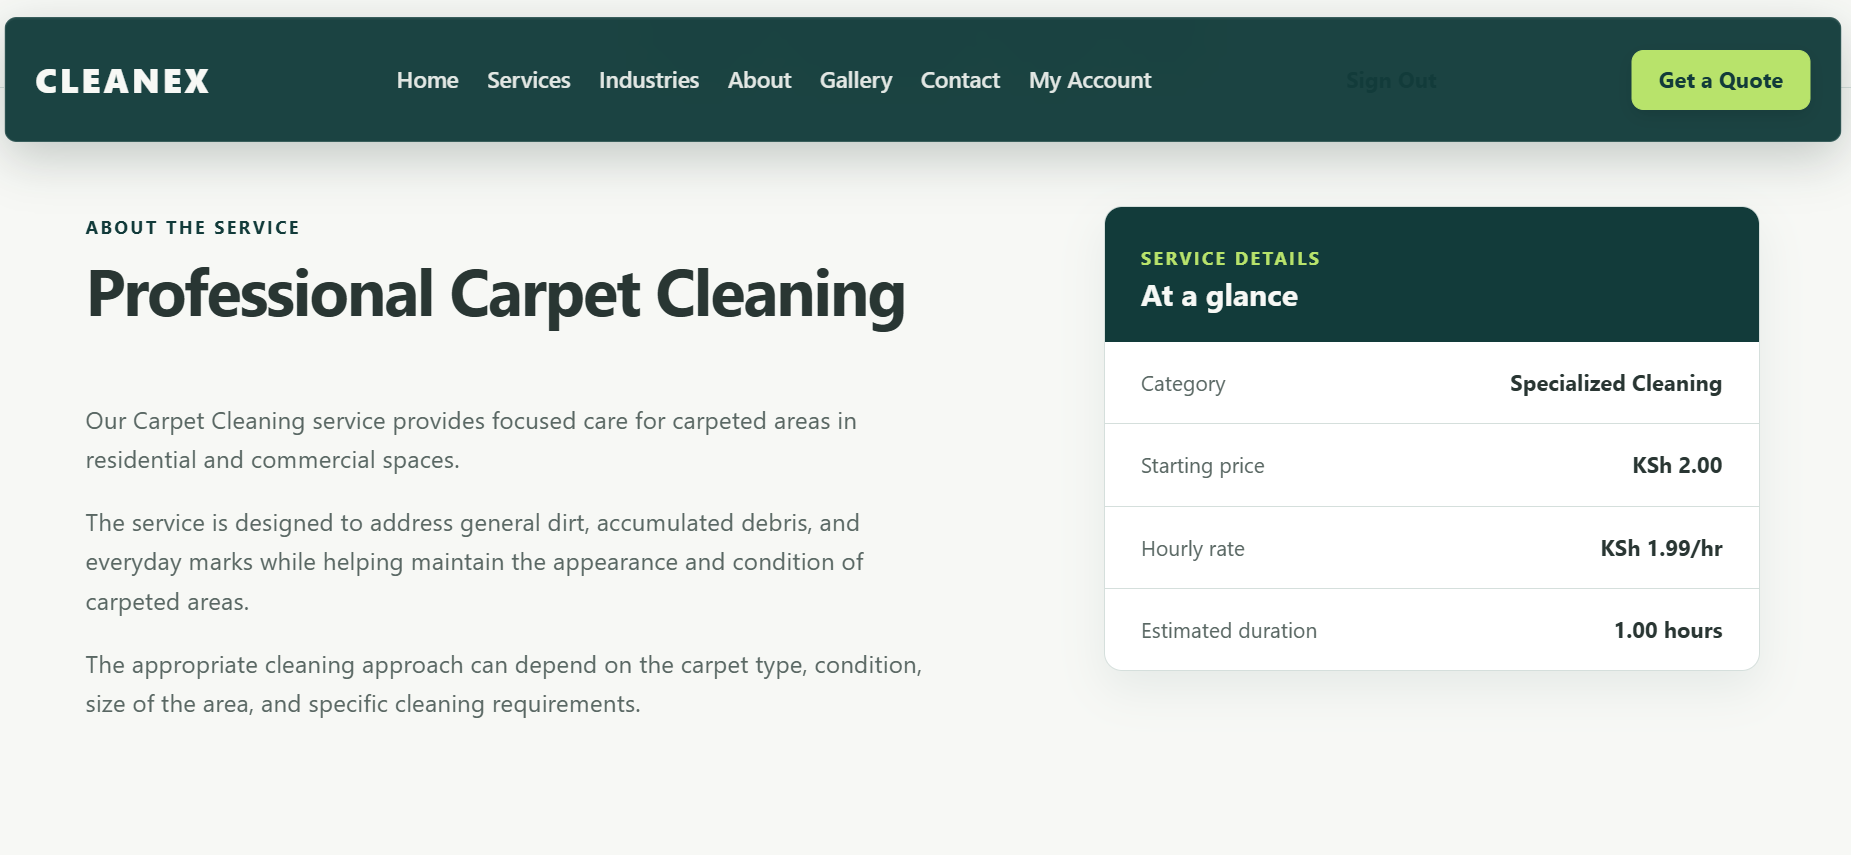 CLEANEX
Home Services Industries About Gallery Contact My Account Sign Out Get a Quote
ABOUT THE SERVICE
Professional Carpet Cleaning
Our Carpet Cleaning service provides focused care for carpeted areas in
residential and commercial spaces.
The service is designed to address general dirt, accumulated debris, and
everyday marks while helping maintain the appearance and condition of
carpeted areas.
The appropriate cleaning approach can depend on the carpet type, condition,
size of the area, and specific cleaning requirements.
SERVICE DETAILS
At a glance
Category Specialized Cleaning
Starting price KSh 2.00
Hourly rate KSh 1.99/hr
Estimated duration 1.00 hours